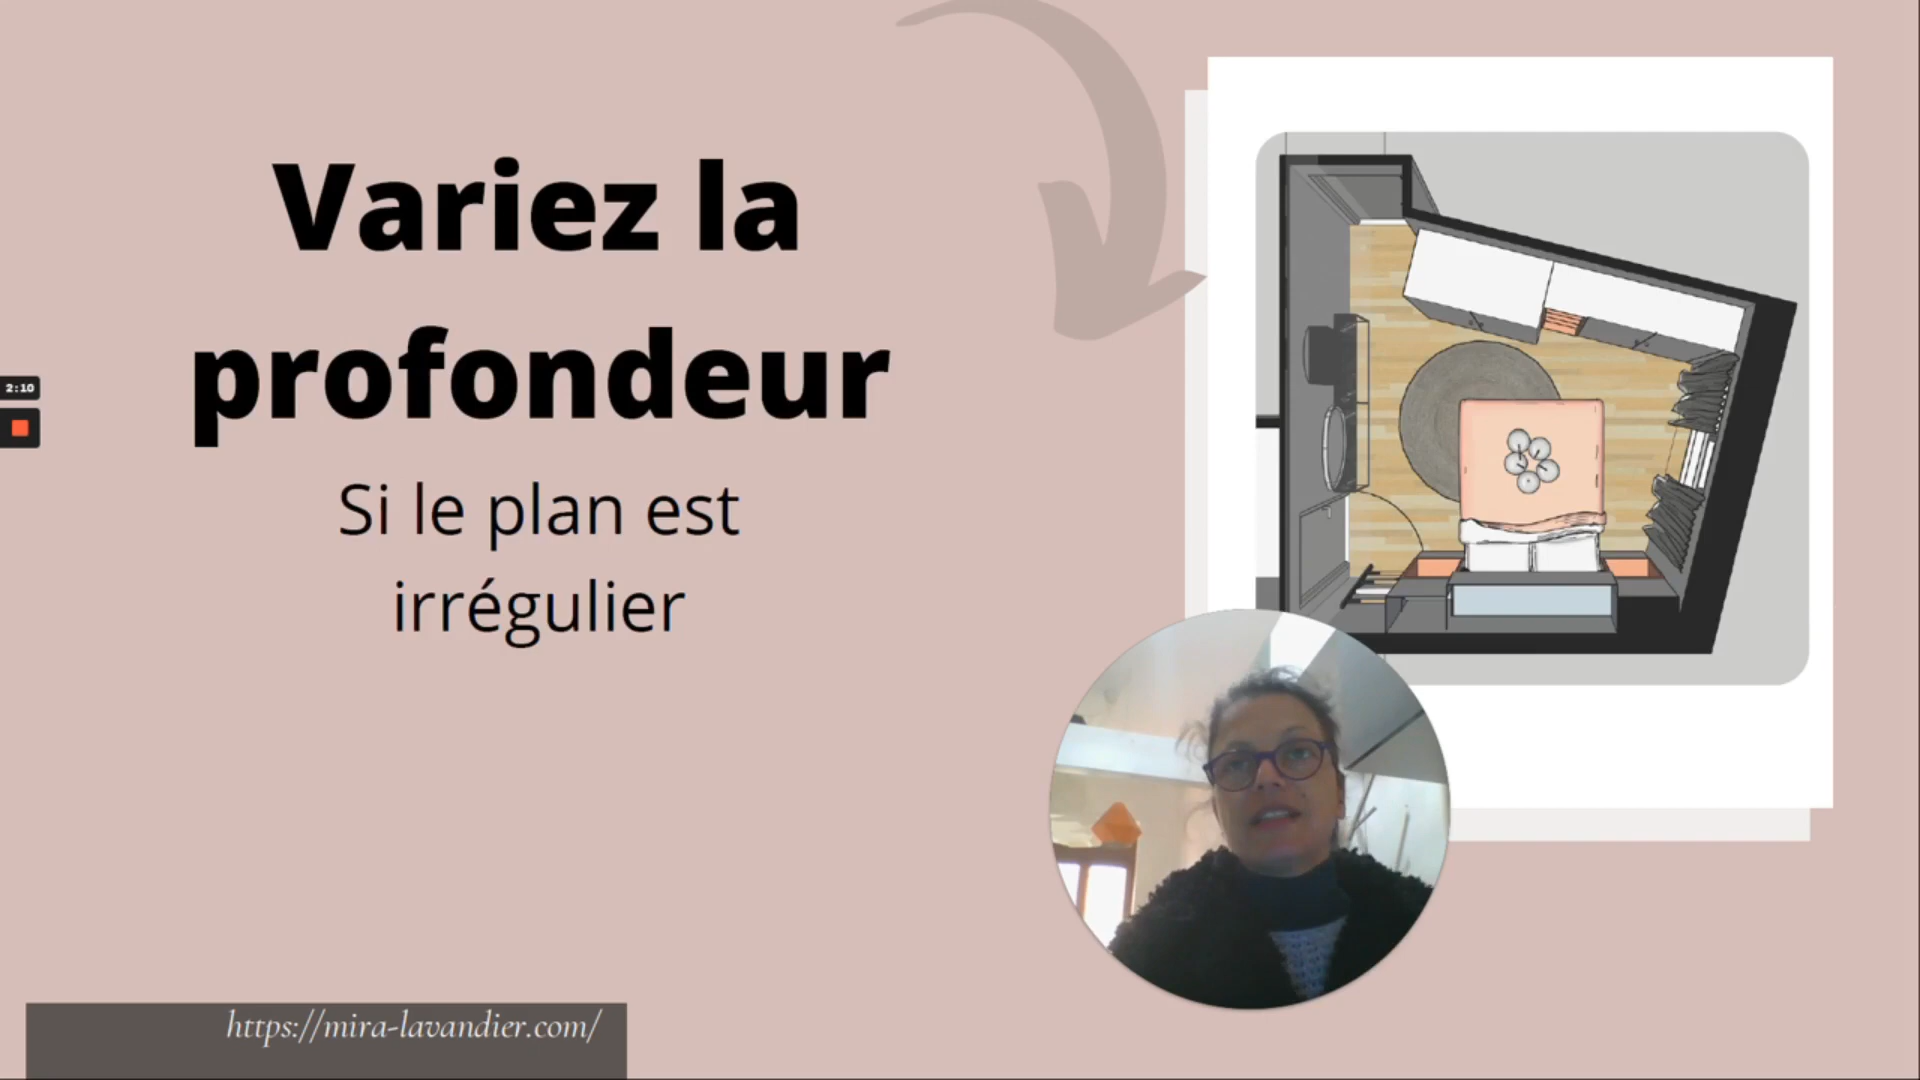 Variez la
profondeur
Si le plan est
irrégulier
2:10
https://mira-lavandier.com/